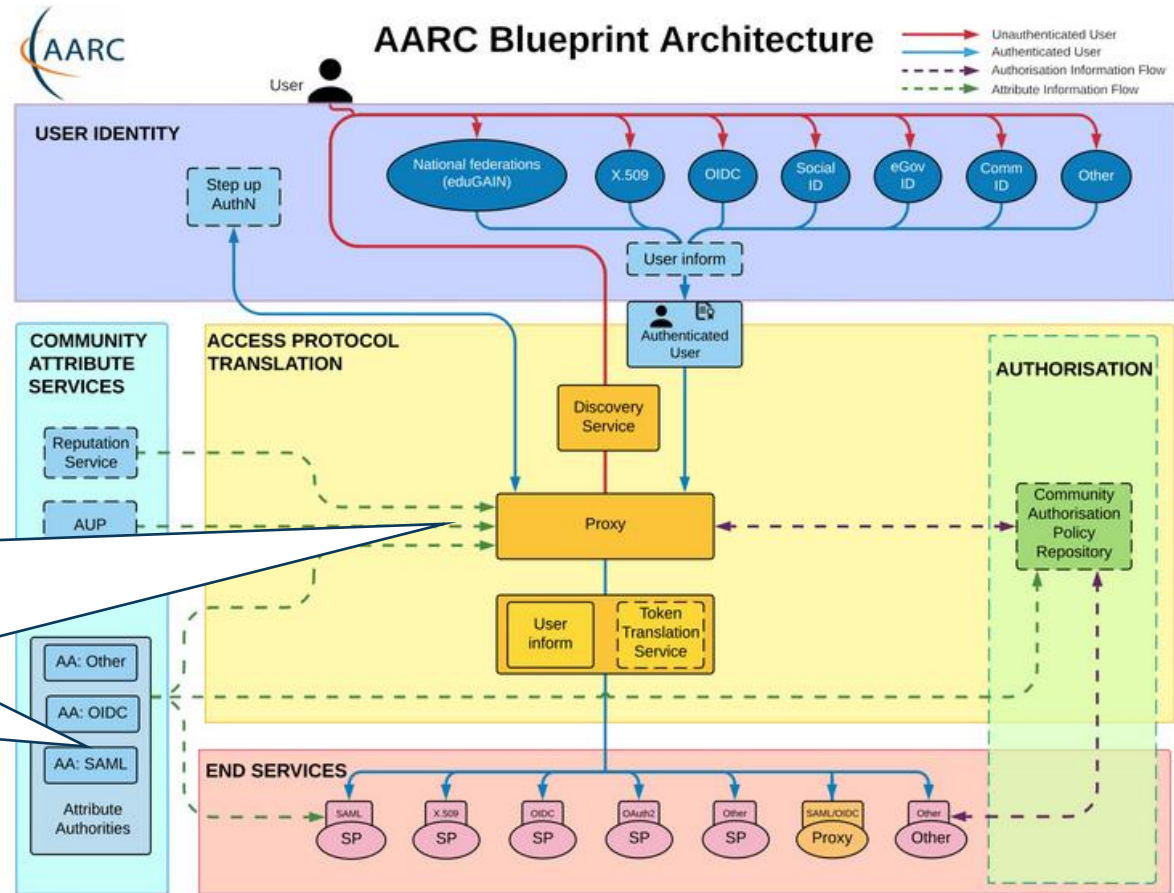 AARC
AARC Blueprint Architecture
Unauthenticated User
Authenticated User
Authorisation Information Flow
Attribute Information Flow
User
USER IDENTITY
Step up
AuthN
National federations
(eduGAIN)
X.509
OIDC
Social
ID
eGov
ID
Comm
ID
Other
User inform
Authenticated
User
COMMUNITY
ATTRIBUTE
SERVICES
Reputation
Service
AUP
AA: Other
AA: OIDC
AA: SAML
Attribute
Authorities
ACCESS PROTOCOL
TRANSLATION
Discovery
Service
Proxy
User
inform
Token
Translation
Service
AUTHORISATION
Community
Authorisation
Policy
Repository
END SERVICES
SAML
SP
X.509
SP
OIDC
SP
OAuth2
SP
Other
SP
SAML/OIDC
Proxy
Other
Other